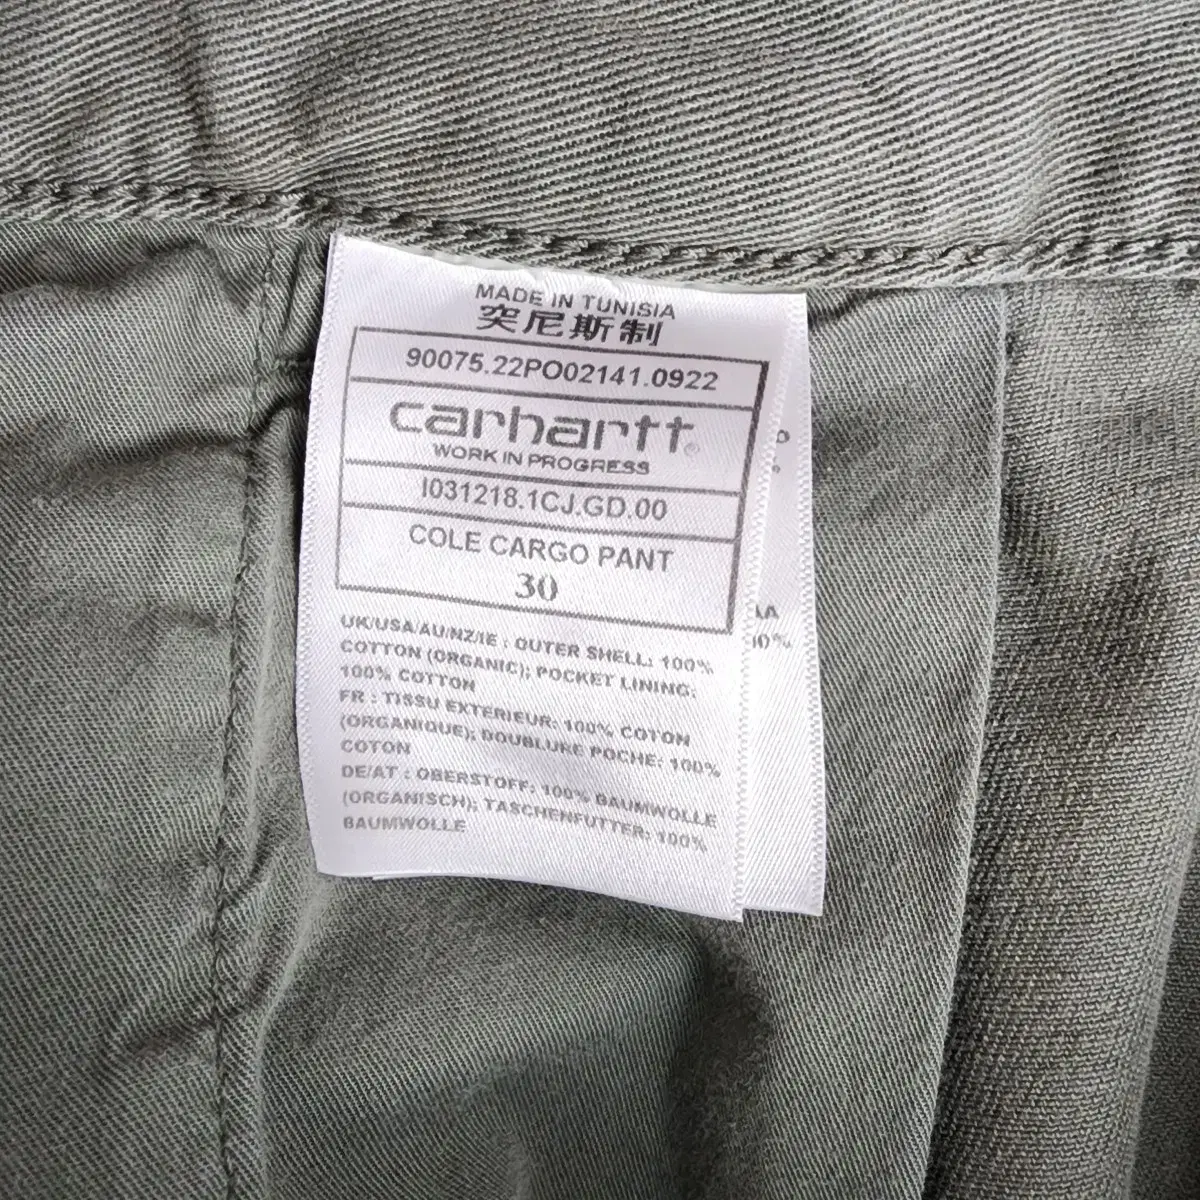 MADE IN TUNISIA
突尼斯制
90075.22PO02141.0922
carhartt®
WORK IN PROGRESS
I031218.1CJ.GD.00
COLE CARGO PANT
30
UK/USA/AU/NZ/IE : OUTER SHELL: 100%
COTTON (ORGANIC); POCKET LINING:
100% COTTON
FR : TISSU EXTERIEUR: 100% COTON
(ORGANIQUE); DOUBLURE POCHE: 100%
COTON
DE/AT : OBERSTOFF: 100% BAUMWOLLE
(ORGANISCH); TASCHENFUTTER: 100%
BAUMWOLLE